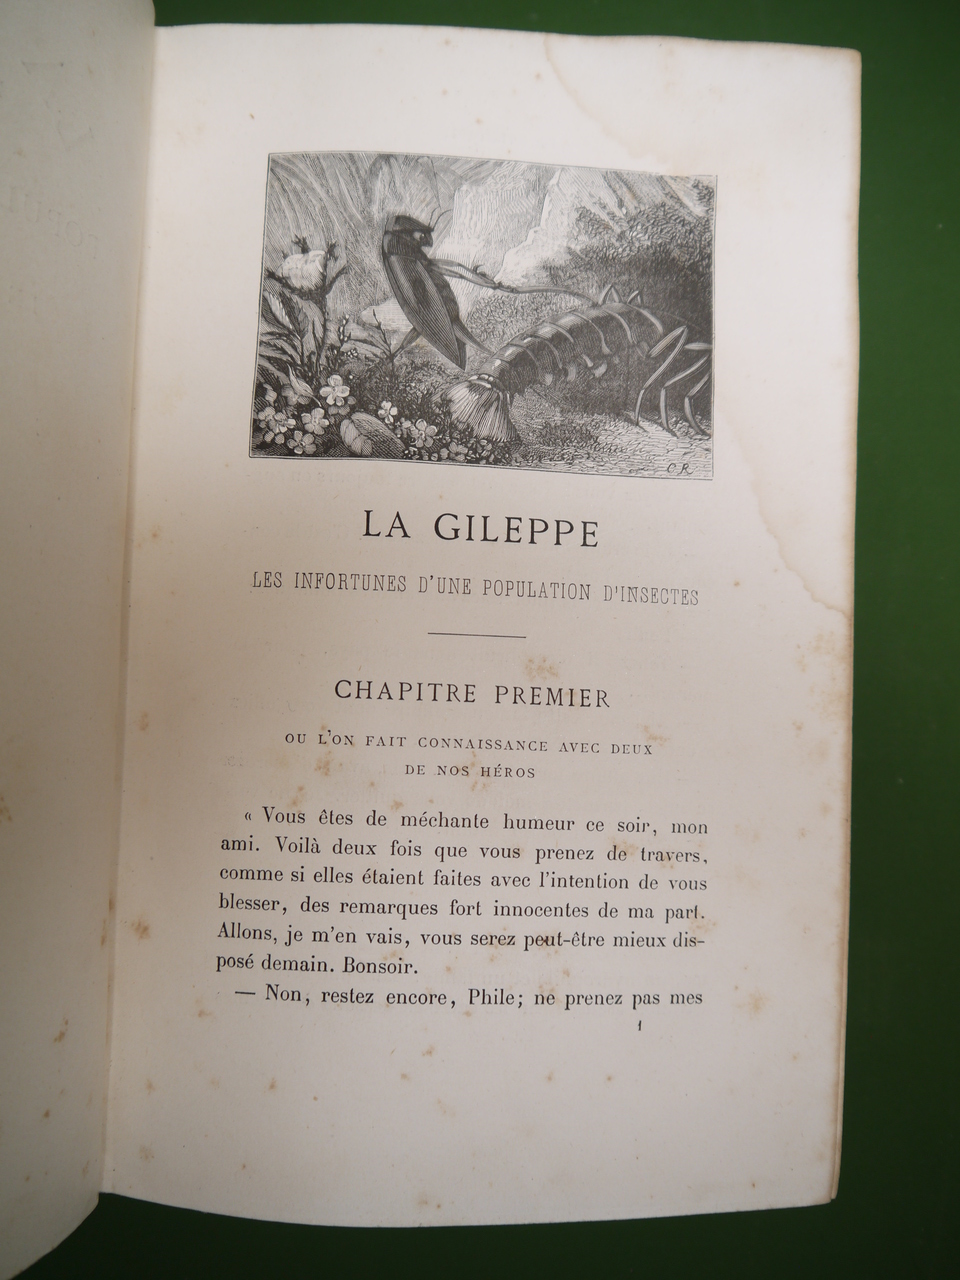 C R
LA GILEPPE
LES INFORTUNES D'UNE POPULATION D'INSECTES
CHAPITRE PREMIER
OU L'ON FAIT CONNAISSANCE AVEC DEUX
DE NOS HÉROS
« Vous êtes de méchante humeur ce soir, mon
ami. Voilà deux fois que vous prenez de travers,
comme si elles étaient faites avec l'intention de vous
blesser, des remarques fort innocentes de ma part.
Allons, je m'en vais, vous serez peut-être mieux dis-
posé demain. Bonsoir.
— Non, restez encore, Phile; ne prenez pas mes
1